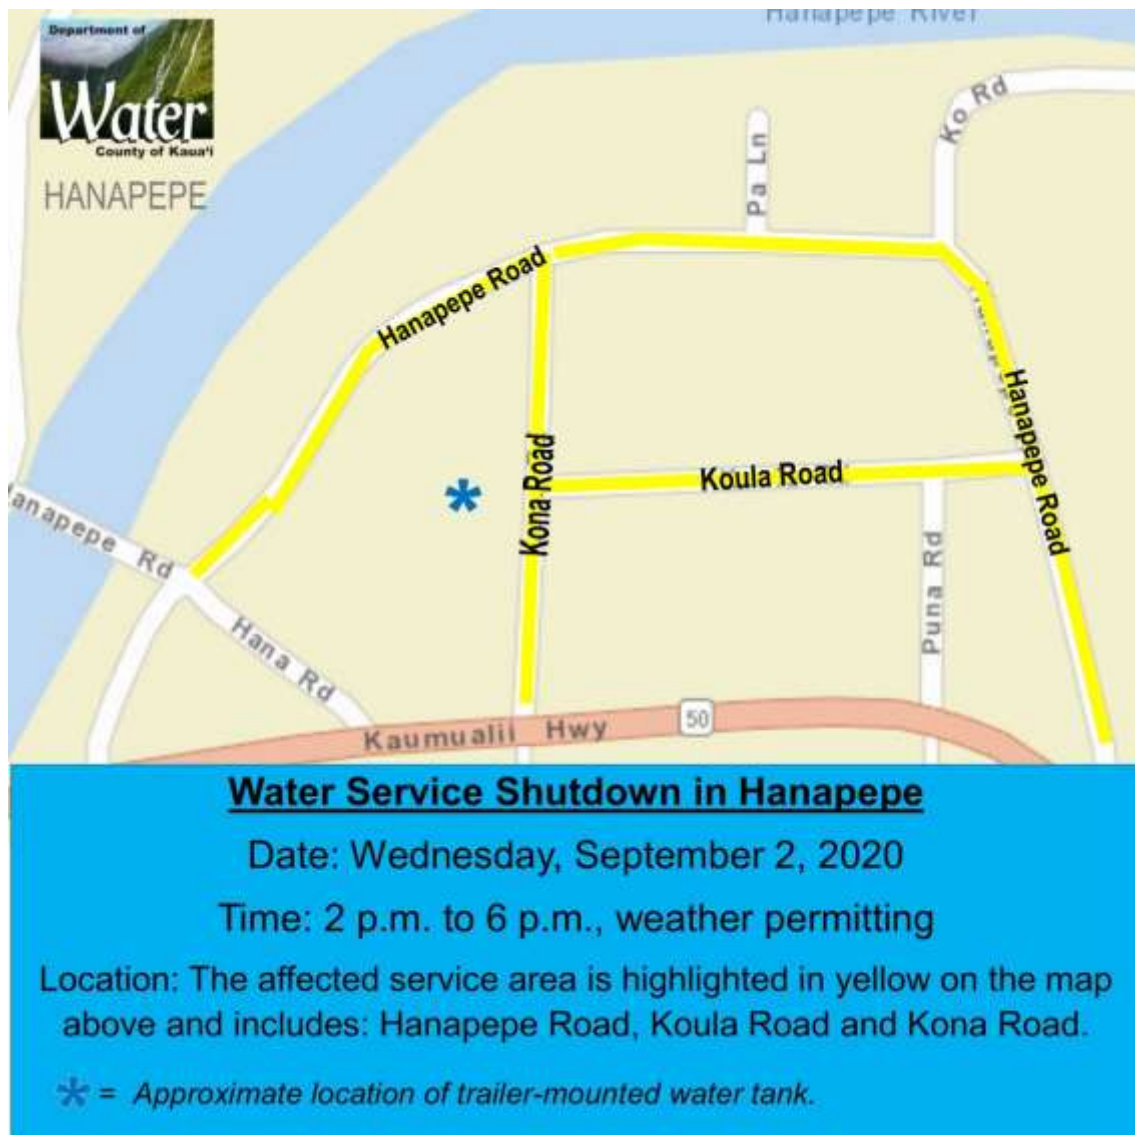 Hanapepe River
Department of
Water
County of Kaua'i
HANAPEPE
Ko Rd
Pa Ln
Hanapepe Road
Hanapepe Road
Kona Road
Koula Road
Hanapepe Rd
Hana Rd
Puna Rd
50
Kaumualii Hwy
Water Service Shutdown in Hanapepe
Date: Wednesday, September 2, 2020
Time: 2 p.m. to 6 p.m., weather permitting
Location: The affected service area is highlighted in yellow on the map
above and includes: Hanapepe Road, Koula Road and Kona Road.
* = Approximate location of trailer-mounted water tank.